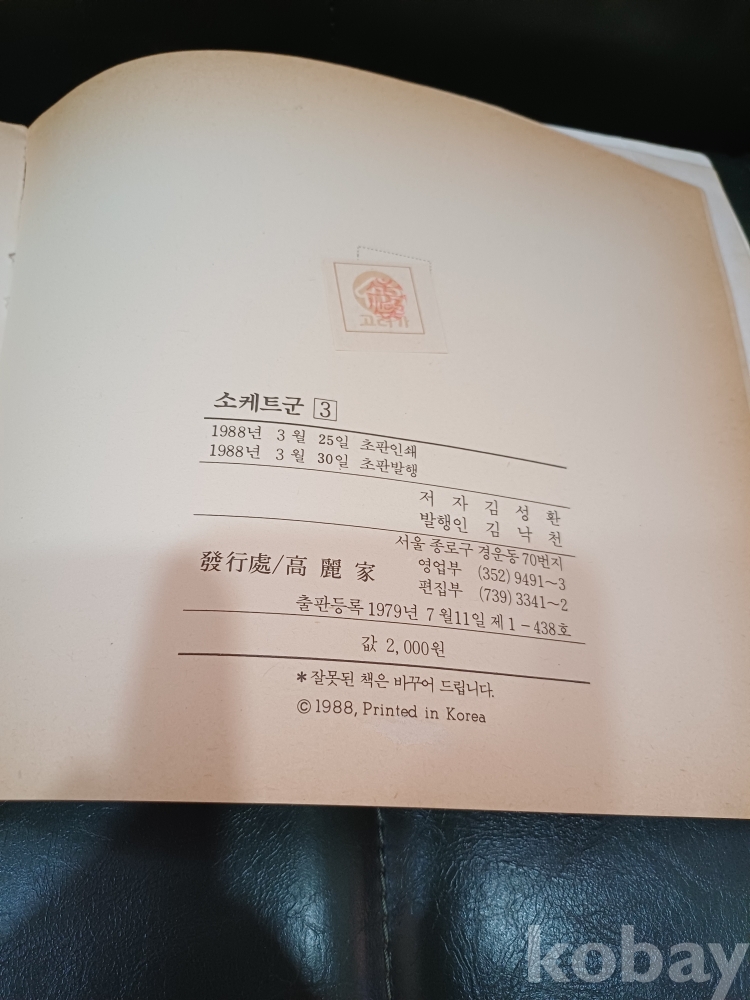 고려가
소케트군 3
1988년 3월 25일 초판인쇄
1988년 3월 30일 초판발행
저 자 김 성 환
발행인 김 낙 천
서울 종로구 경운동 70번지
發行處/高麗家
영업부 (352) 9491~3
편집부 (739) 3341~2
출판등록 1979년 7월11일 제1-438호
값 2,000원
*잘못된 책은 바꾸어 드립니다.
©1988, Printed in Korea
kobay